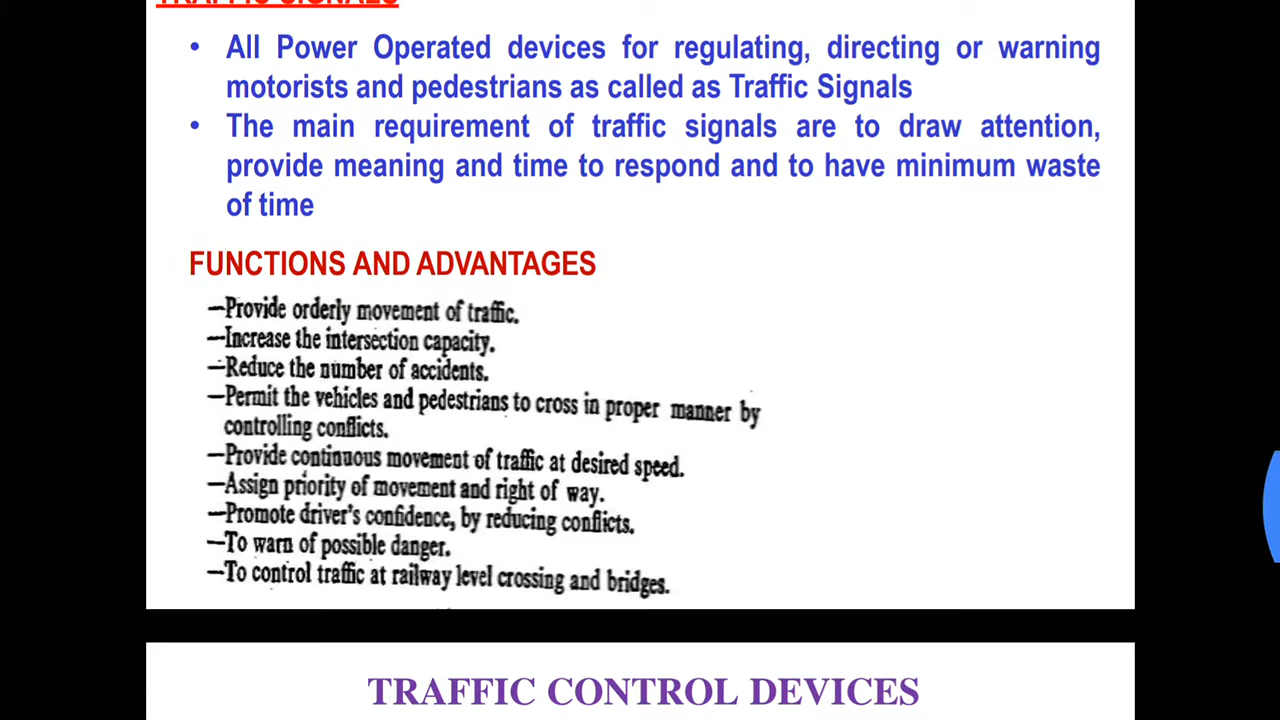 TRAFFIC SIGNALS
• All Power Operated devices for regulating, directing or warning
motorists and pedestrians as called as Traffic Signals
• The main requirement of traffic signals are to draw attention,
provide meaning and time to respond and to have minimum waste
of time
FUNCTIONS AND ADVANTAGES
—Provide orderly movement of traffic.
—Increase the intersection capacity.
—Reduce the number of accidents.
—Permit the vehicles and pedestrians to cross in proper manner by
controlling conflicts.
—Provide continuous movement of traffic at desired speed.
—Assign priority of movement and right of way.
—Promote driver's confidence, by reducing conflicts.
—To warn of possible danger.
—To control traffic at railway level crossing and bridges.
TRAFFIC CONTROL DEVICES